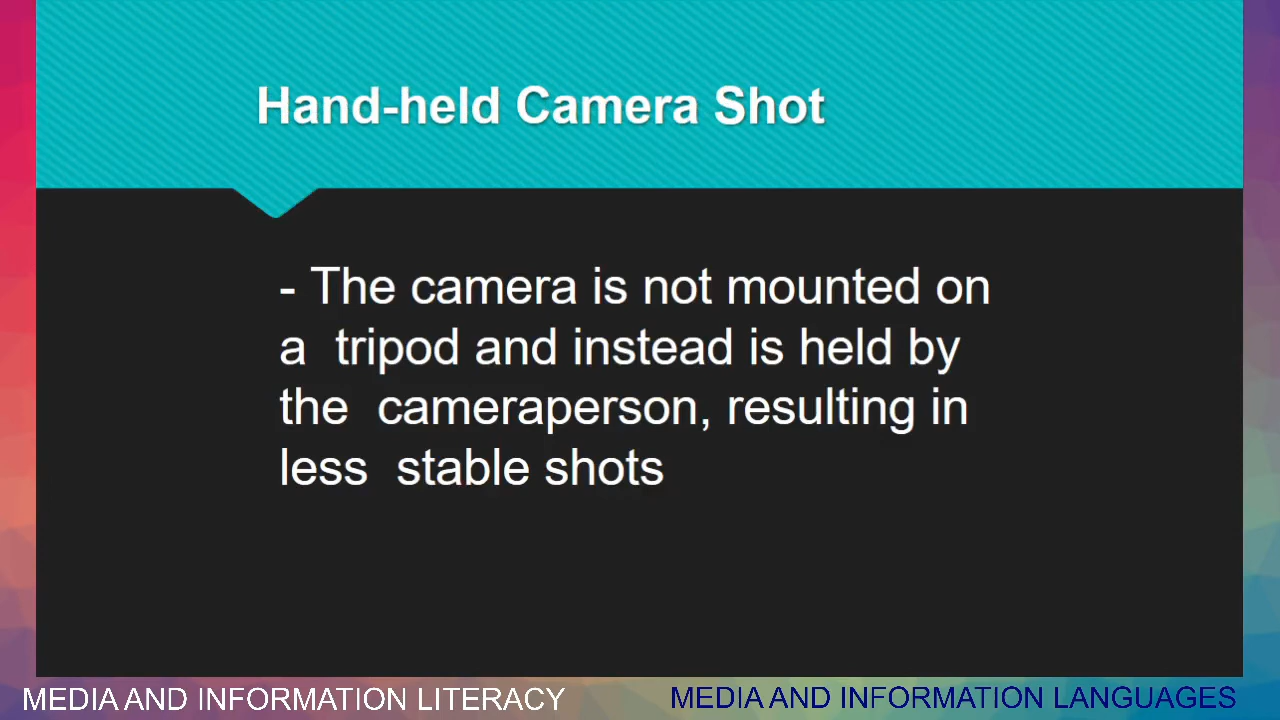 Hand-held Camera Shot
- The camera is not mounted on
a  tripod and instead is held by
the  cameraperson, resulting in
less  stable shots
MEDIA AND INFORMATION LITERACY
MEDIA AND INFORMATION LANGUAGES